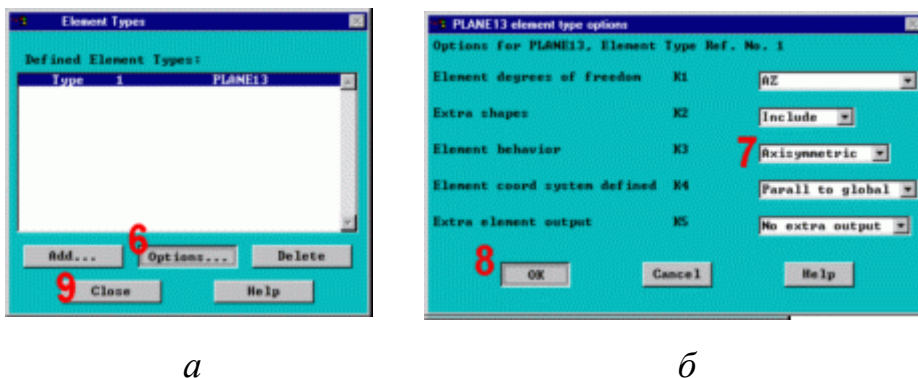 Element Types
Defined Element Types:
Type 1 PLANE13
6
Add... Options... Delete
9
Close Help
PLANE13 element type options
Options for PLANE13, Element Type Ref. No. 1
Element degrees of freedom K1 AZ
Extra shapes K2 Include
Element behavior K3 7 Axisymmetric
Element coord system defined K4 Parall to global
Extra element output K5 No extra output
8
OK Cancel Help
а б